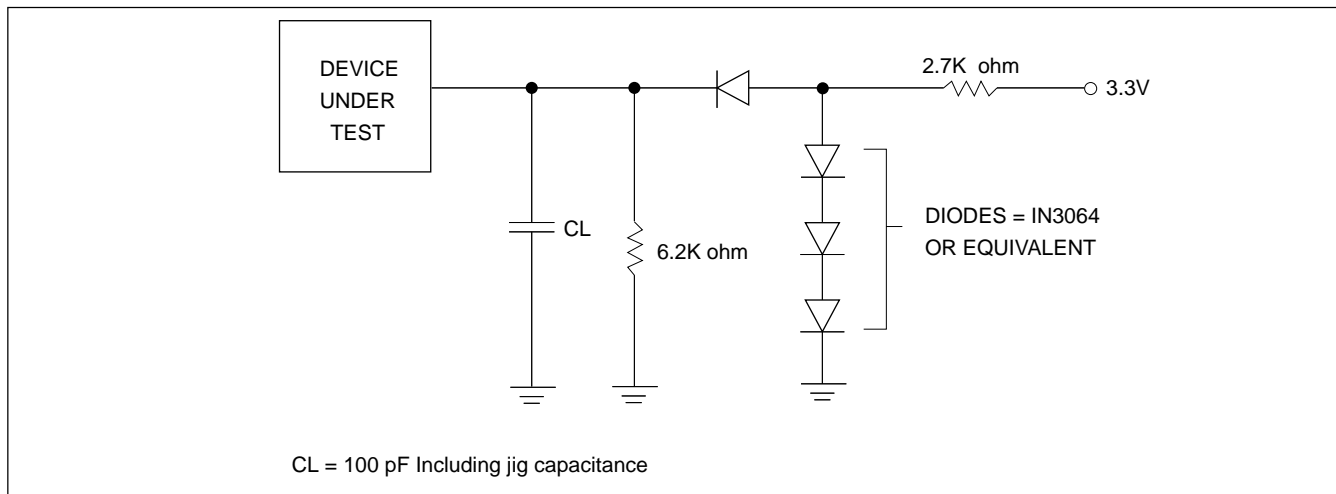 DEVICE
UNDER
TEST
2.7K ohm
3.3V
CL
6.2K ohm
DIODES = IN3064
OR EQUIVALENT
CL = 100 pF Including jig capacitance